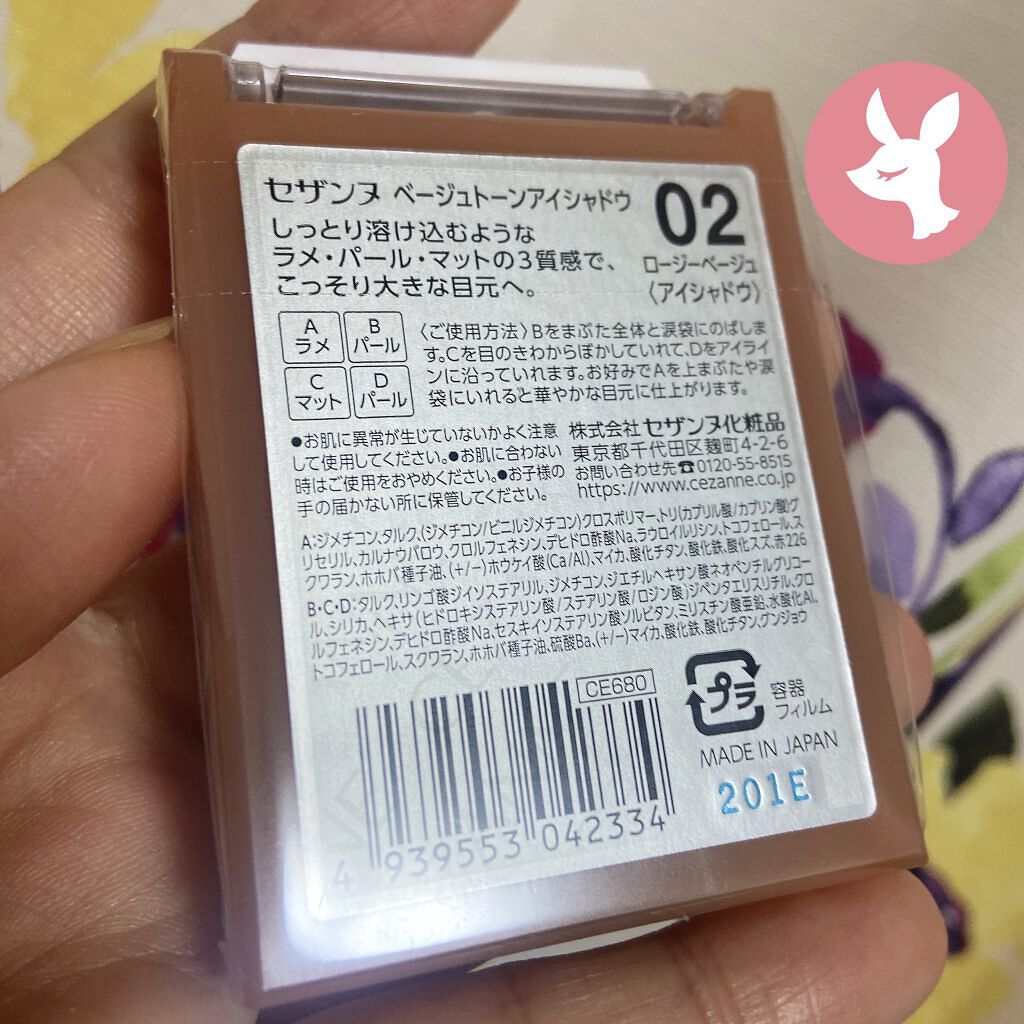 セザンヌ ベージュトーンアイシャドウ
02
ロージーベージュ
〈アイシャドウ〉
しっとり溶け込むような
ラメ・パール・マットの3質感で、
こっそり大きな目元へ。
A
ラメ
B
パール
C
マット
D
パール
〈ご使用方法〉Bをまぶた全体と涙袋にのばしま
す。Cを目のきわからぼかしていれて、Dをアイライ
ンに沿っていれます。お好みでAを上まぶたや涙
袋にいれると華やかな目元に仕上がります。
●お肌に異常が生じていないかよく注意
して使用してください。●お肌に合わない
時はご使用をおやめください。●お子様の
手の届かない所に保管してください。
株式会社 セザンヌ化粧品
東京都千代田区麹町4-2-6
お問い合わせ先☎0120-55-8515
https://www.cezanne.co.jp
A:ジメチコン、タルク、(ジメチコン/ビニルジメチコン)クロスポリマー、トリ(カプリル酸/カプリン酸)グ
リセリル、カルナウバロウ、クロルフェネシン、デヒドロ酢酸Na、ラウロイルリシン、トコフェロール、ス
クワラン、ホホバ種子油、(+/-)ホウケイ酸(Ca/Al)、マイカ、酸化チタン、酸化鉄、酸化スズ、赤226
B・C・D:タルク、リンゴ酸ジイソステアリル、ジメチコン、ジエチルヘキサン酸ネオペンチルグリコー
ル、シリカ、ヘキサ(ヒドロキシステアリン酸/ステアリン酸/ロジン酸)ジペンタエリスリチル、クロ
ルフェネシン、デヒドロ酢酸Na、セスキイソステアリン酸ソルビタン、ミリスチン酸亜鉛、水酸化Al、
トコフェロール、スクワラン、ホホバ種子油、硫酸Ba、(+/-)マイカ、酸化鉄、酸化チタン、グンジョウ
CE680
プラ
容器
フィルム
MADE IN JAPAN
201E
4 939553 042334